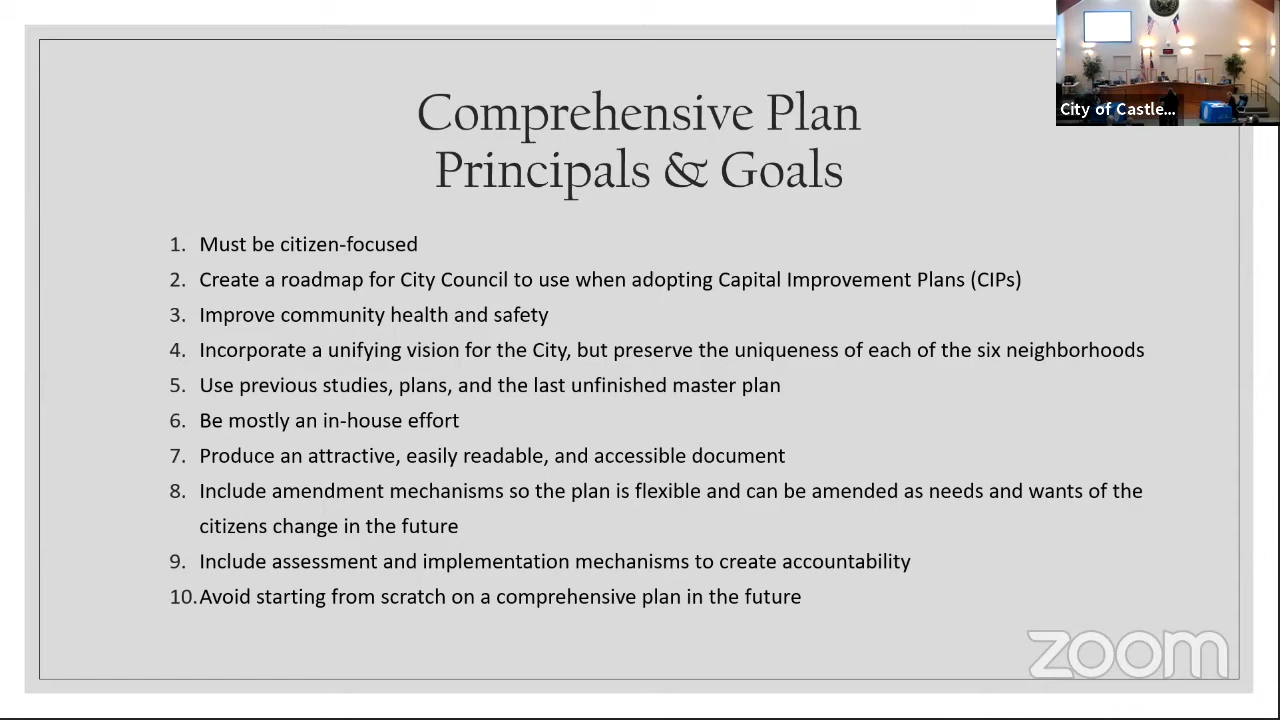 Comprehensive Plan
Principals & Goals
City of Castle...
1. Must be citizen-focused
2. Create a roadmap for City Council to use when adopting Capital Improvement Plans (CIPs)
3. Improve community health and safety
4. Incorporate a unifying vision for the City, but preserve the uniqueness of each of the six neighborhoods
5. Use previous studies, plans, and the last unfinished master plan
6. Be mostly an in-house effort
7. Produce an attractive, easily readable, and accessible document
8. Include amendment mechanisms so the plan is flexible and can be amended as needs and wants of the
citizens change in the future
9. Include assessment and implementation mechanisms to create accountability
10. Avoid starting from scratch on a comprehensive plan in the future
zoom